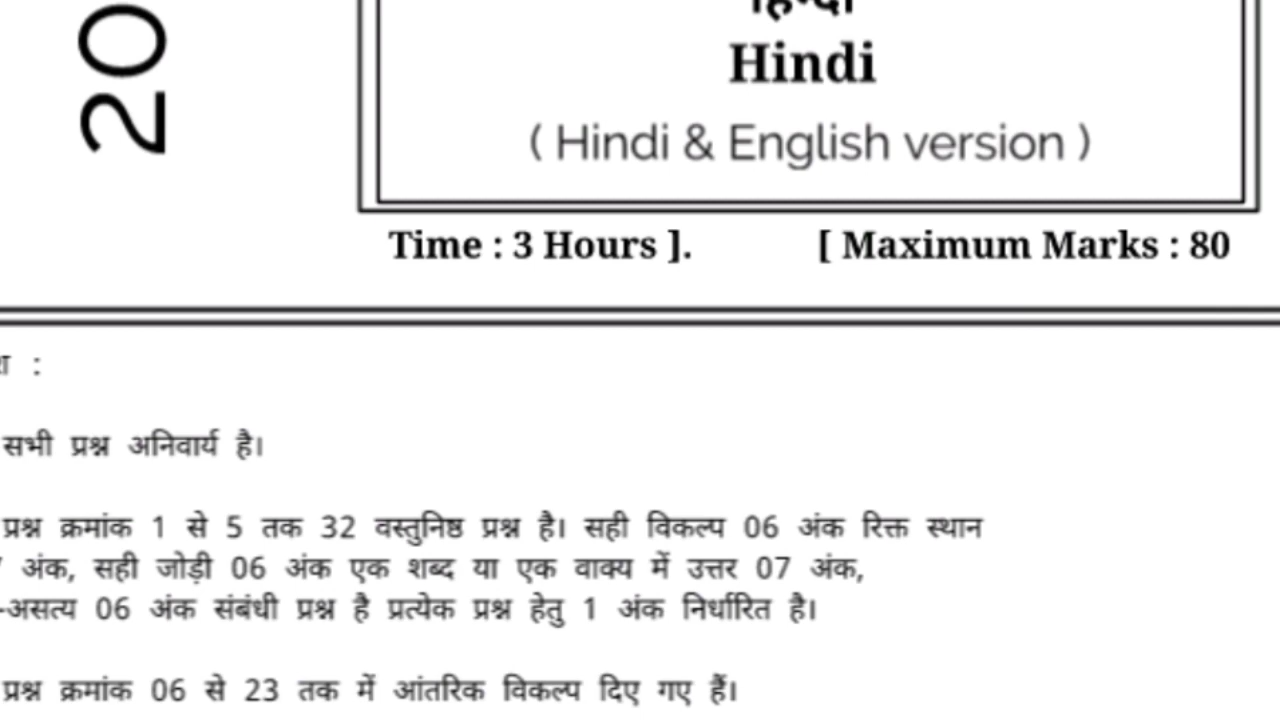 20
हिन्दी
Hindi
( Hindi & English version )
Time : 3 Hours ]. [ Maximum Marks : 80
:
सभी प्रश्न अनिवार्य है।
प्रश्न क्रमांक 1 से 5 तक 32 वस्तुनिष्ठ प्रश्न है। सही विकल्प 06 अंक रिक्त स्थान
अंक, सही जोड़ी 06 अंक एक शब्द या एक वाक्य में उत्तर 07 अंक,
-असत्य 06 अंक संबंधी प्रश्न है प्रत्येक प्रश्न हेतु 1 अंक निर्धारित है।
प्रश्न क्रमांक 06 से 23 तक में आंतरिक विकल्प दिए गए हैं।